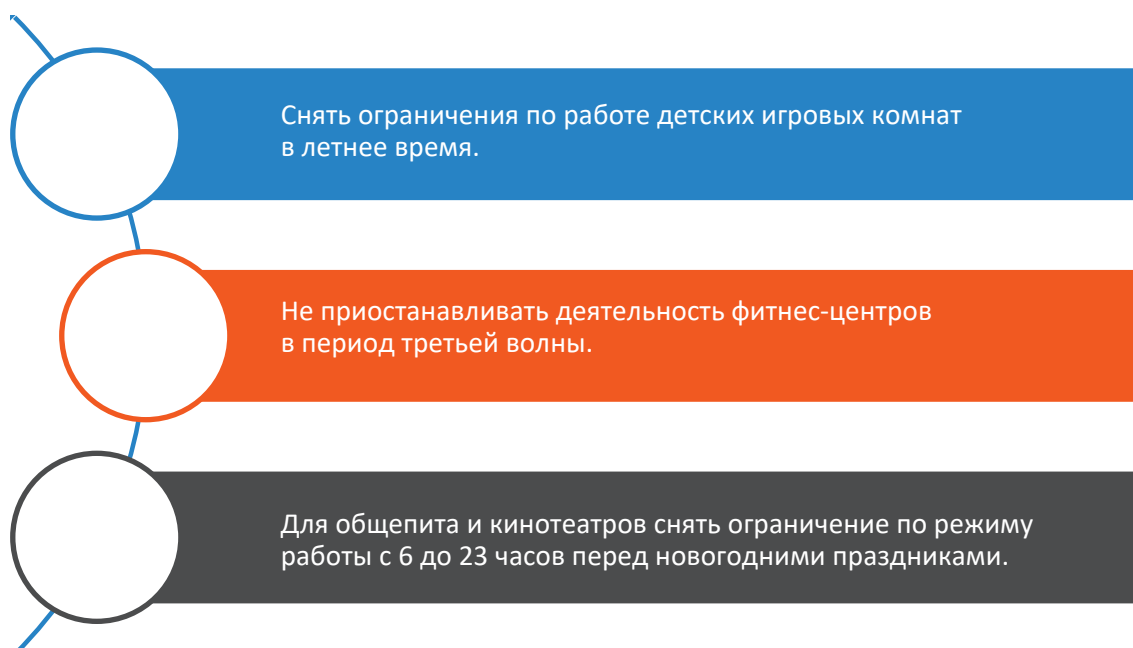 Снять ограничения по работе детских игровых комнат
в летнее время.
Не приостанавливать деятельность фитнес-центров
в период третьей волны.
Для общепита и кинотеатров снять ограничение по режиму
работы с 6 до 23 часов перед новогодними праздниками.